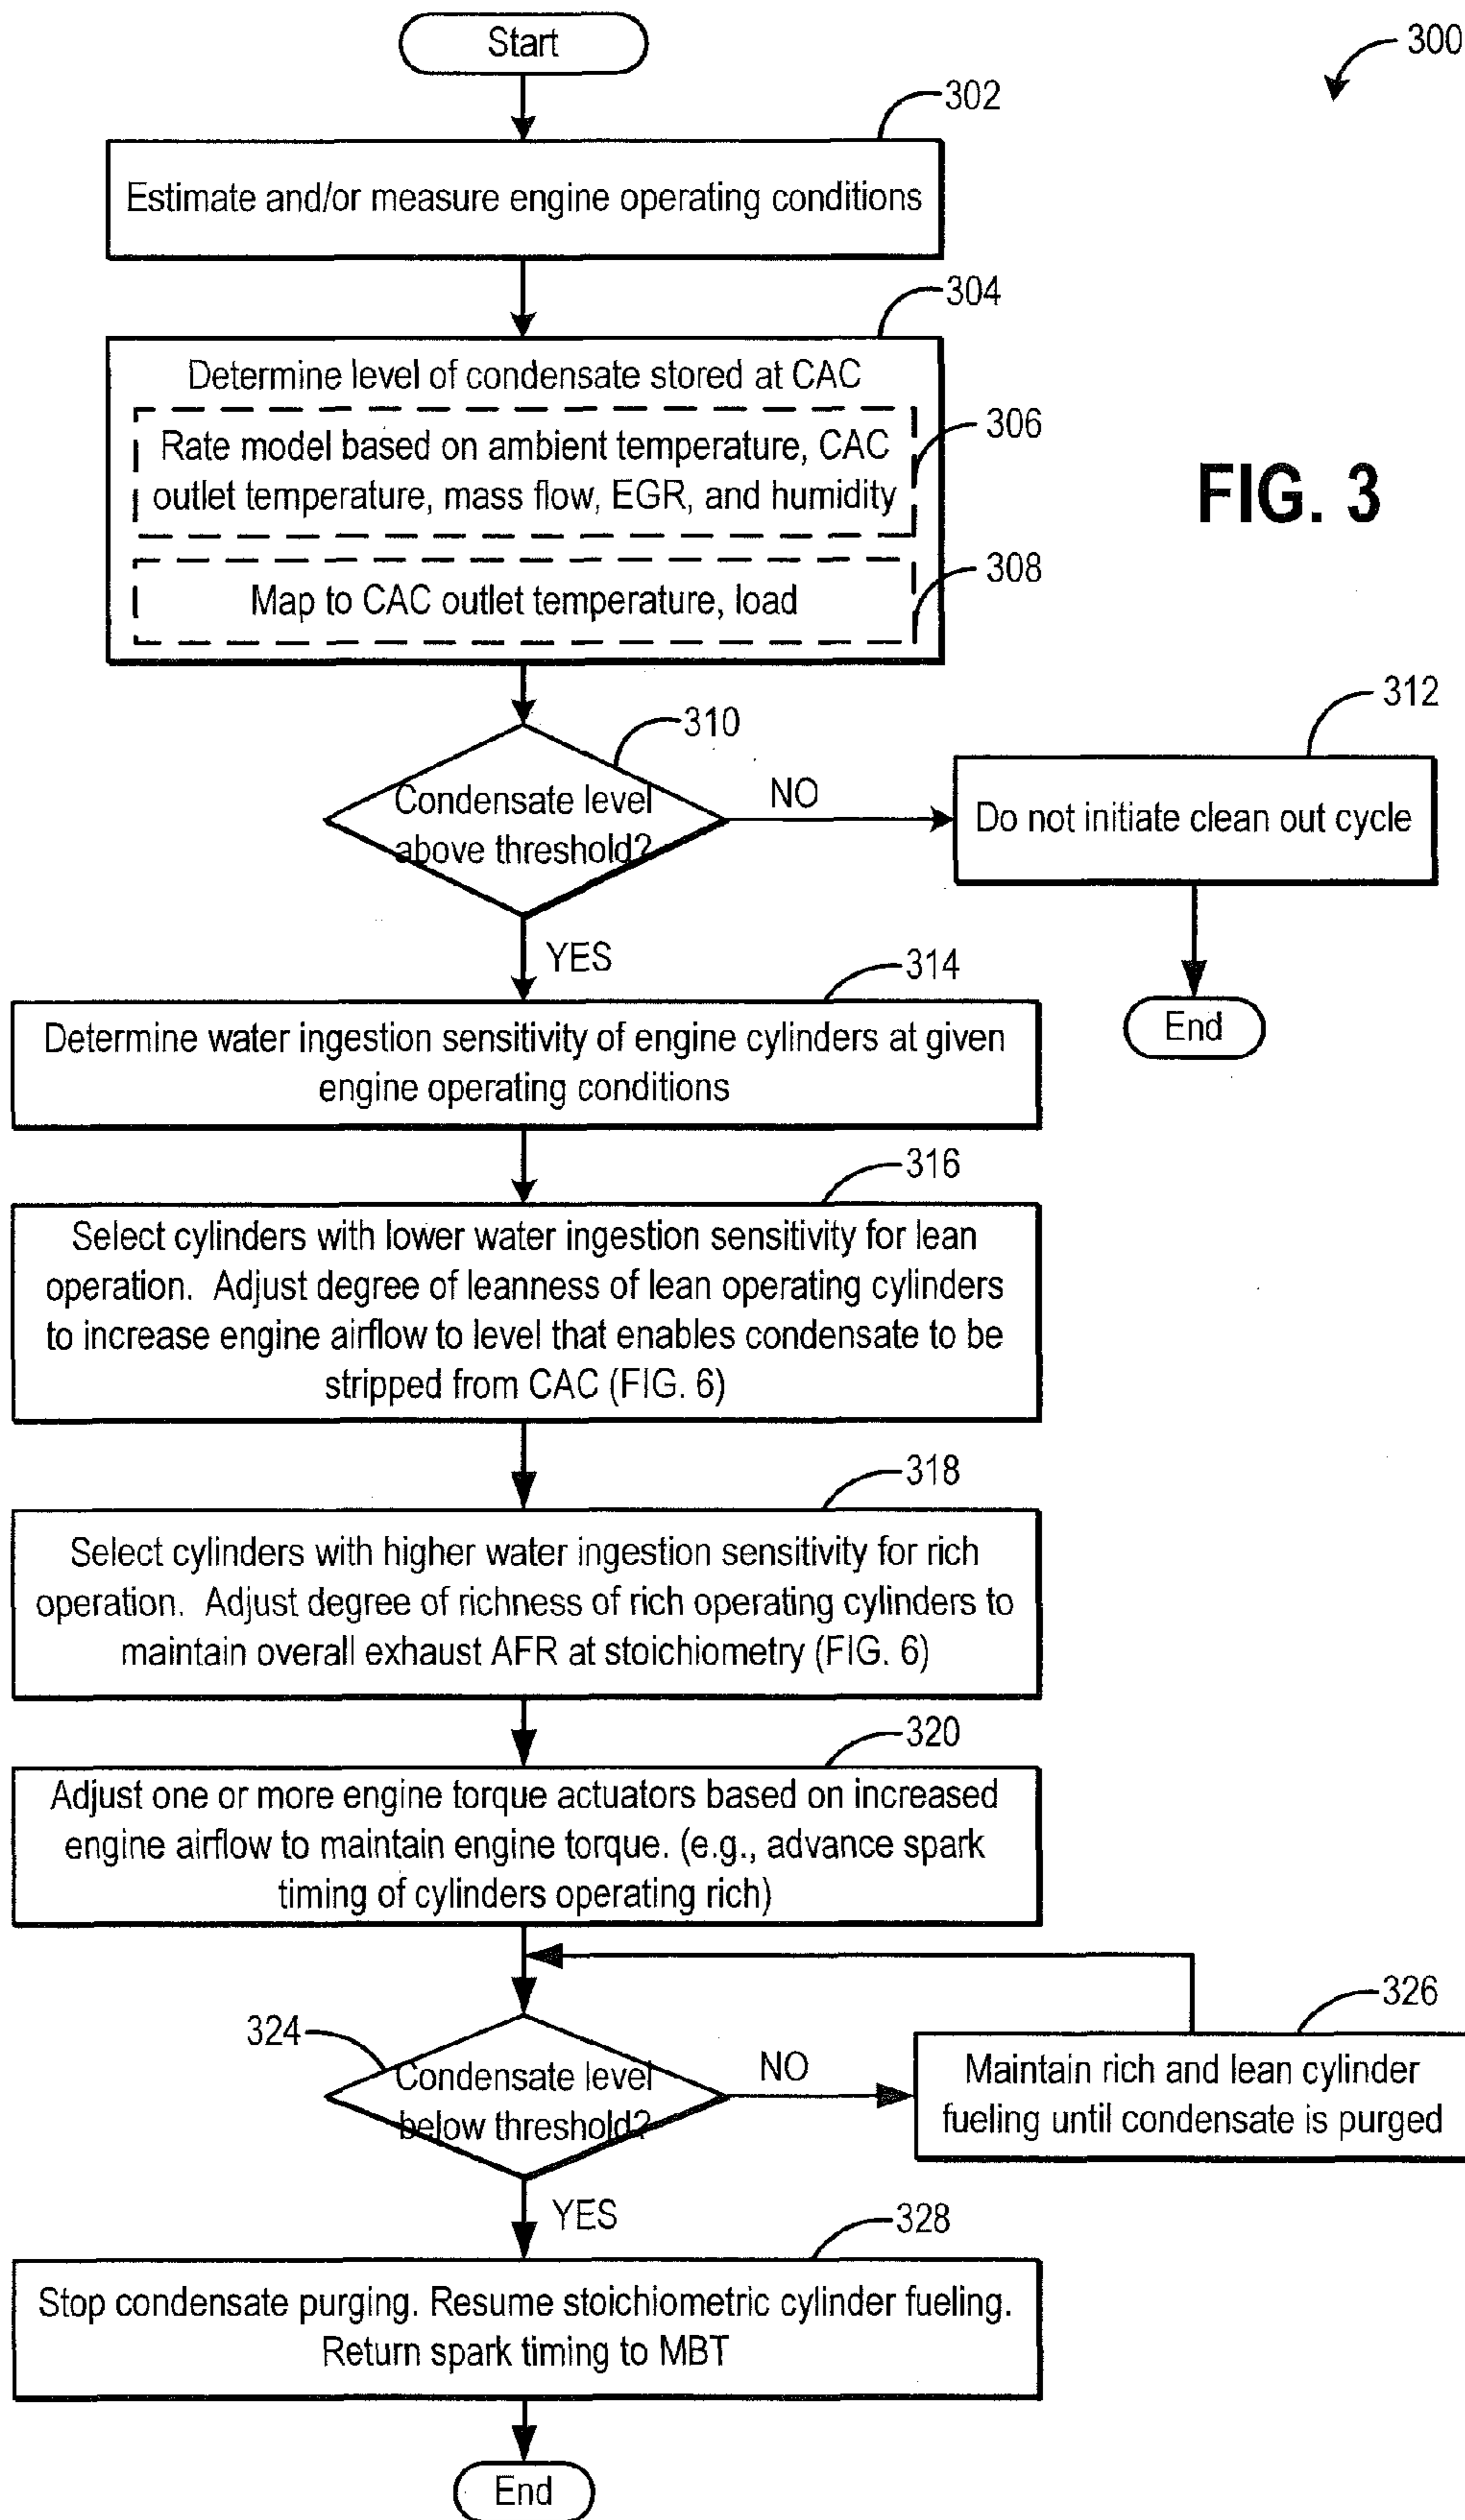 Start
300
302
Estimate and/or measure engine operating conditions
304
Determine level of condensate stored at CAC
306
Rate model based on ambient temperature, CAC
outlet temperature, mass flow, EGR, and humidity
FIG. 3
308
Map to CAC outlet temperature, load
310
312
Condensate level
above threshold?
NO
Do not initiate clean out cycle
YES
End
314
Determine water ingestion sensitivity of engine cylinders at given
engine operating conditions
316
Select cylinders with lower water ingestion sensitivity for lean
operation. Adjust degree of leanness of lean operating cylinders
to increase engine airflow to level that enables condensate to be
stripped from CAC (FIG. 6)
318
Select cylinders with higher water ingestion sensitivity for rich
operation. Adjust degree of richness of rich operating cylinders to
maintain overall exhaust AFR at stoichiometry (FIG. 6)
320
Adjust one or more engine torque actuators based on increased
engine airflow to maintain engine torque. (e.g., advance spark
timing of cylinders operating rich)
324
326
Condensate level
below threshold?
NO
Maintain rich and lean cylinder
fueling until condensate is purged
YES
328
Stop condensate purging. Resume stoichiometric cylinder fueling.
Return spark timing to MBT
End